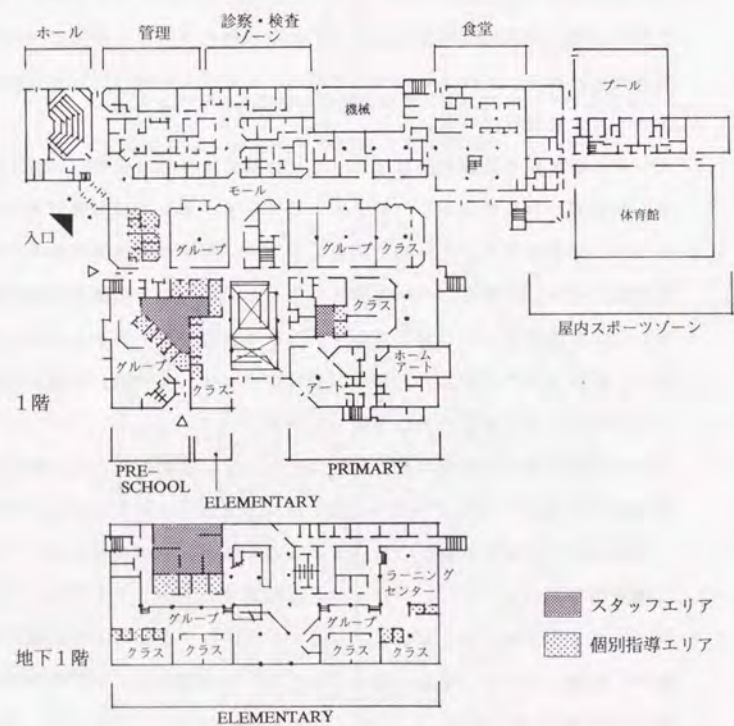 ホール
管理
診察・検査
ゾーン
食堂
プール
機械
モール
入口
グループ
グループ
クラス
体育館
クラス
屋内スポーツゾーン
グループ
クラス
アート
ホーム
アート
1階
PRE–
SCHOOL
ELEMENTARY
PRIMARY
ラーニング
センター
グループ
グループ
クラス
クラス
クラス
クラス
地下1階
スタッフエリア
個別指導エリア
ELEMENTARY